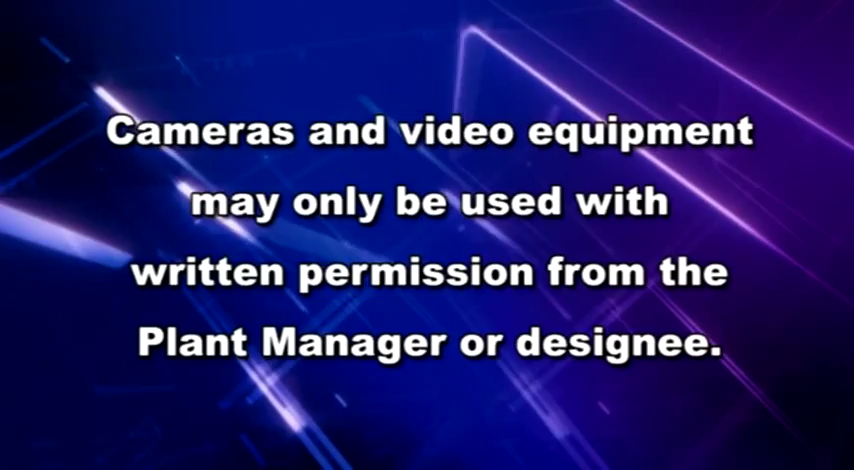 Cameras and video equipment
may only be used with
written permission from the
Plant Manager or designee.